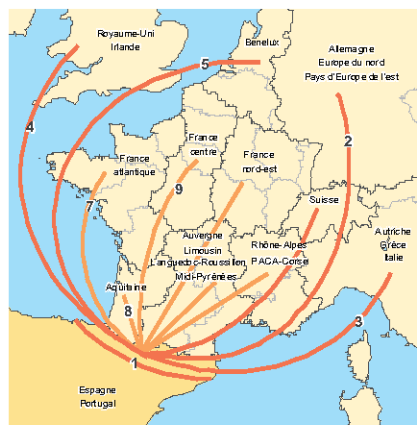 Royaume-Uni
Irlande
Benelux
Allemagne
Europe du nord
Pays d'Europe de l'est
5
4
2
France
centre
France
atlantique
France
nord-est
9
7
Suisse
Autriche
Grèce
Italie
Auvergne
Limousin
Languedoc-Roussillon
Midi-Pyrénées
Rhône-Alpes
PACA-Corse
Aquitaine
8
3
1
Espagne
Portugal